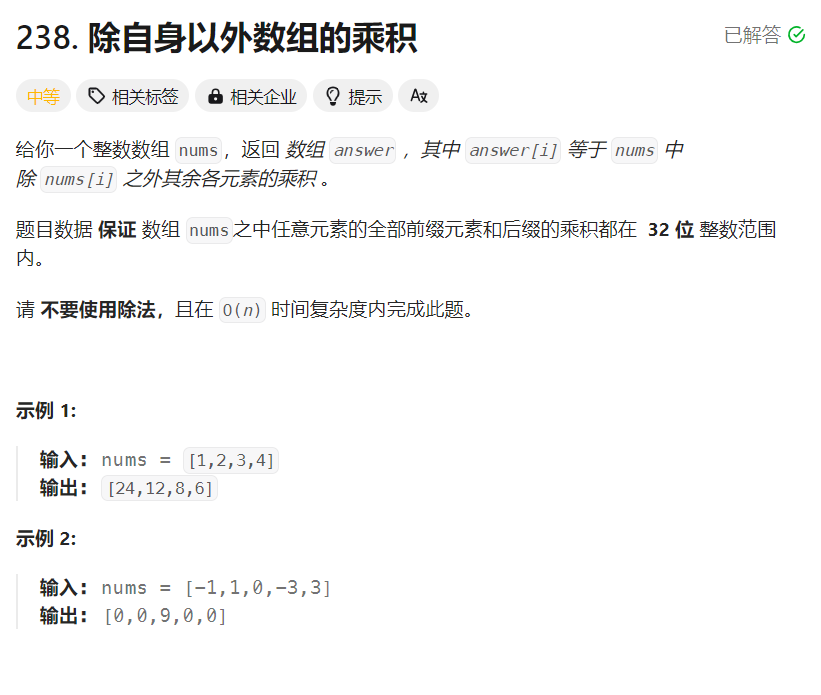 238. 除自身以外数组的乘积
已解答
中等 相关标签 相关企业 提示 Ax
给你一个整数数组 nums，返回 数组 answer ，其中 answer[i] 等于 nums 中
除 nums[i] 之外其余各元素的乘积 。
题目数据 保证 数组 nums之中任意元素的全部前缀元素和后缀的乘积都在 32 位 整数范围
内。
请 不要使用除法，且在 O(n) 时间复杂度内完成此题。
示例 1:
输入: nums = [1,2,3,4]
输出: [24,12,8,6]
示例 2:
输入: nums = [-1,1,0,-3,3]
输出: [0,0,9,0,0]